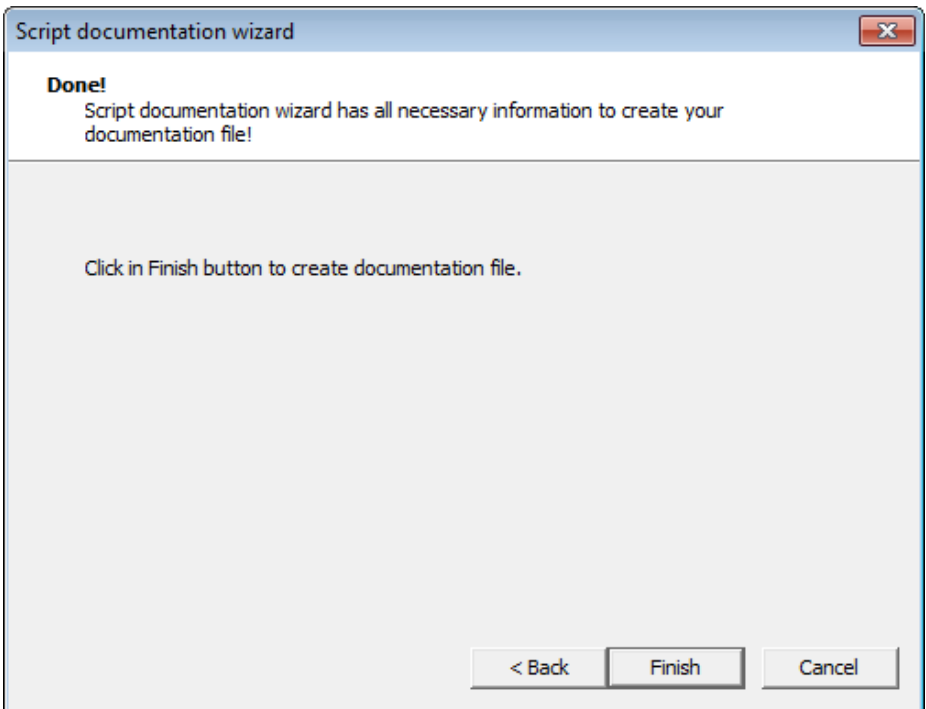 Script documentation wizard
Done!
Script documentation wizard has all necessary information to create your
documentation file!
Click in Finish button to create documentation file.
< Back
Finish
Cancel